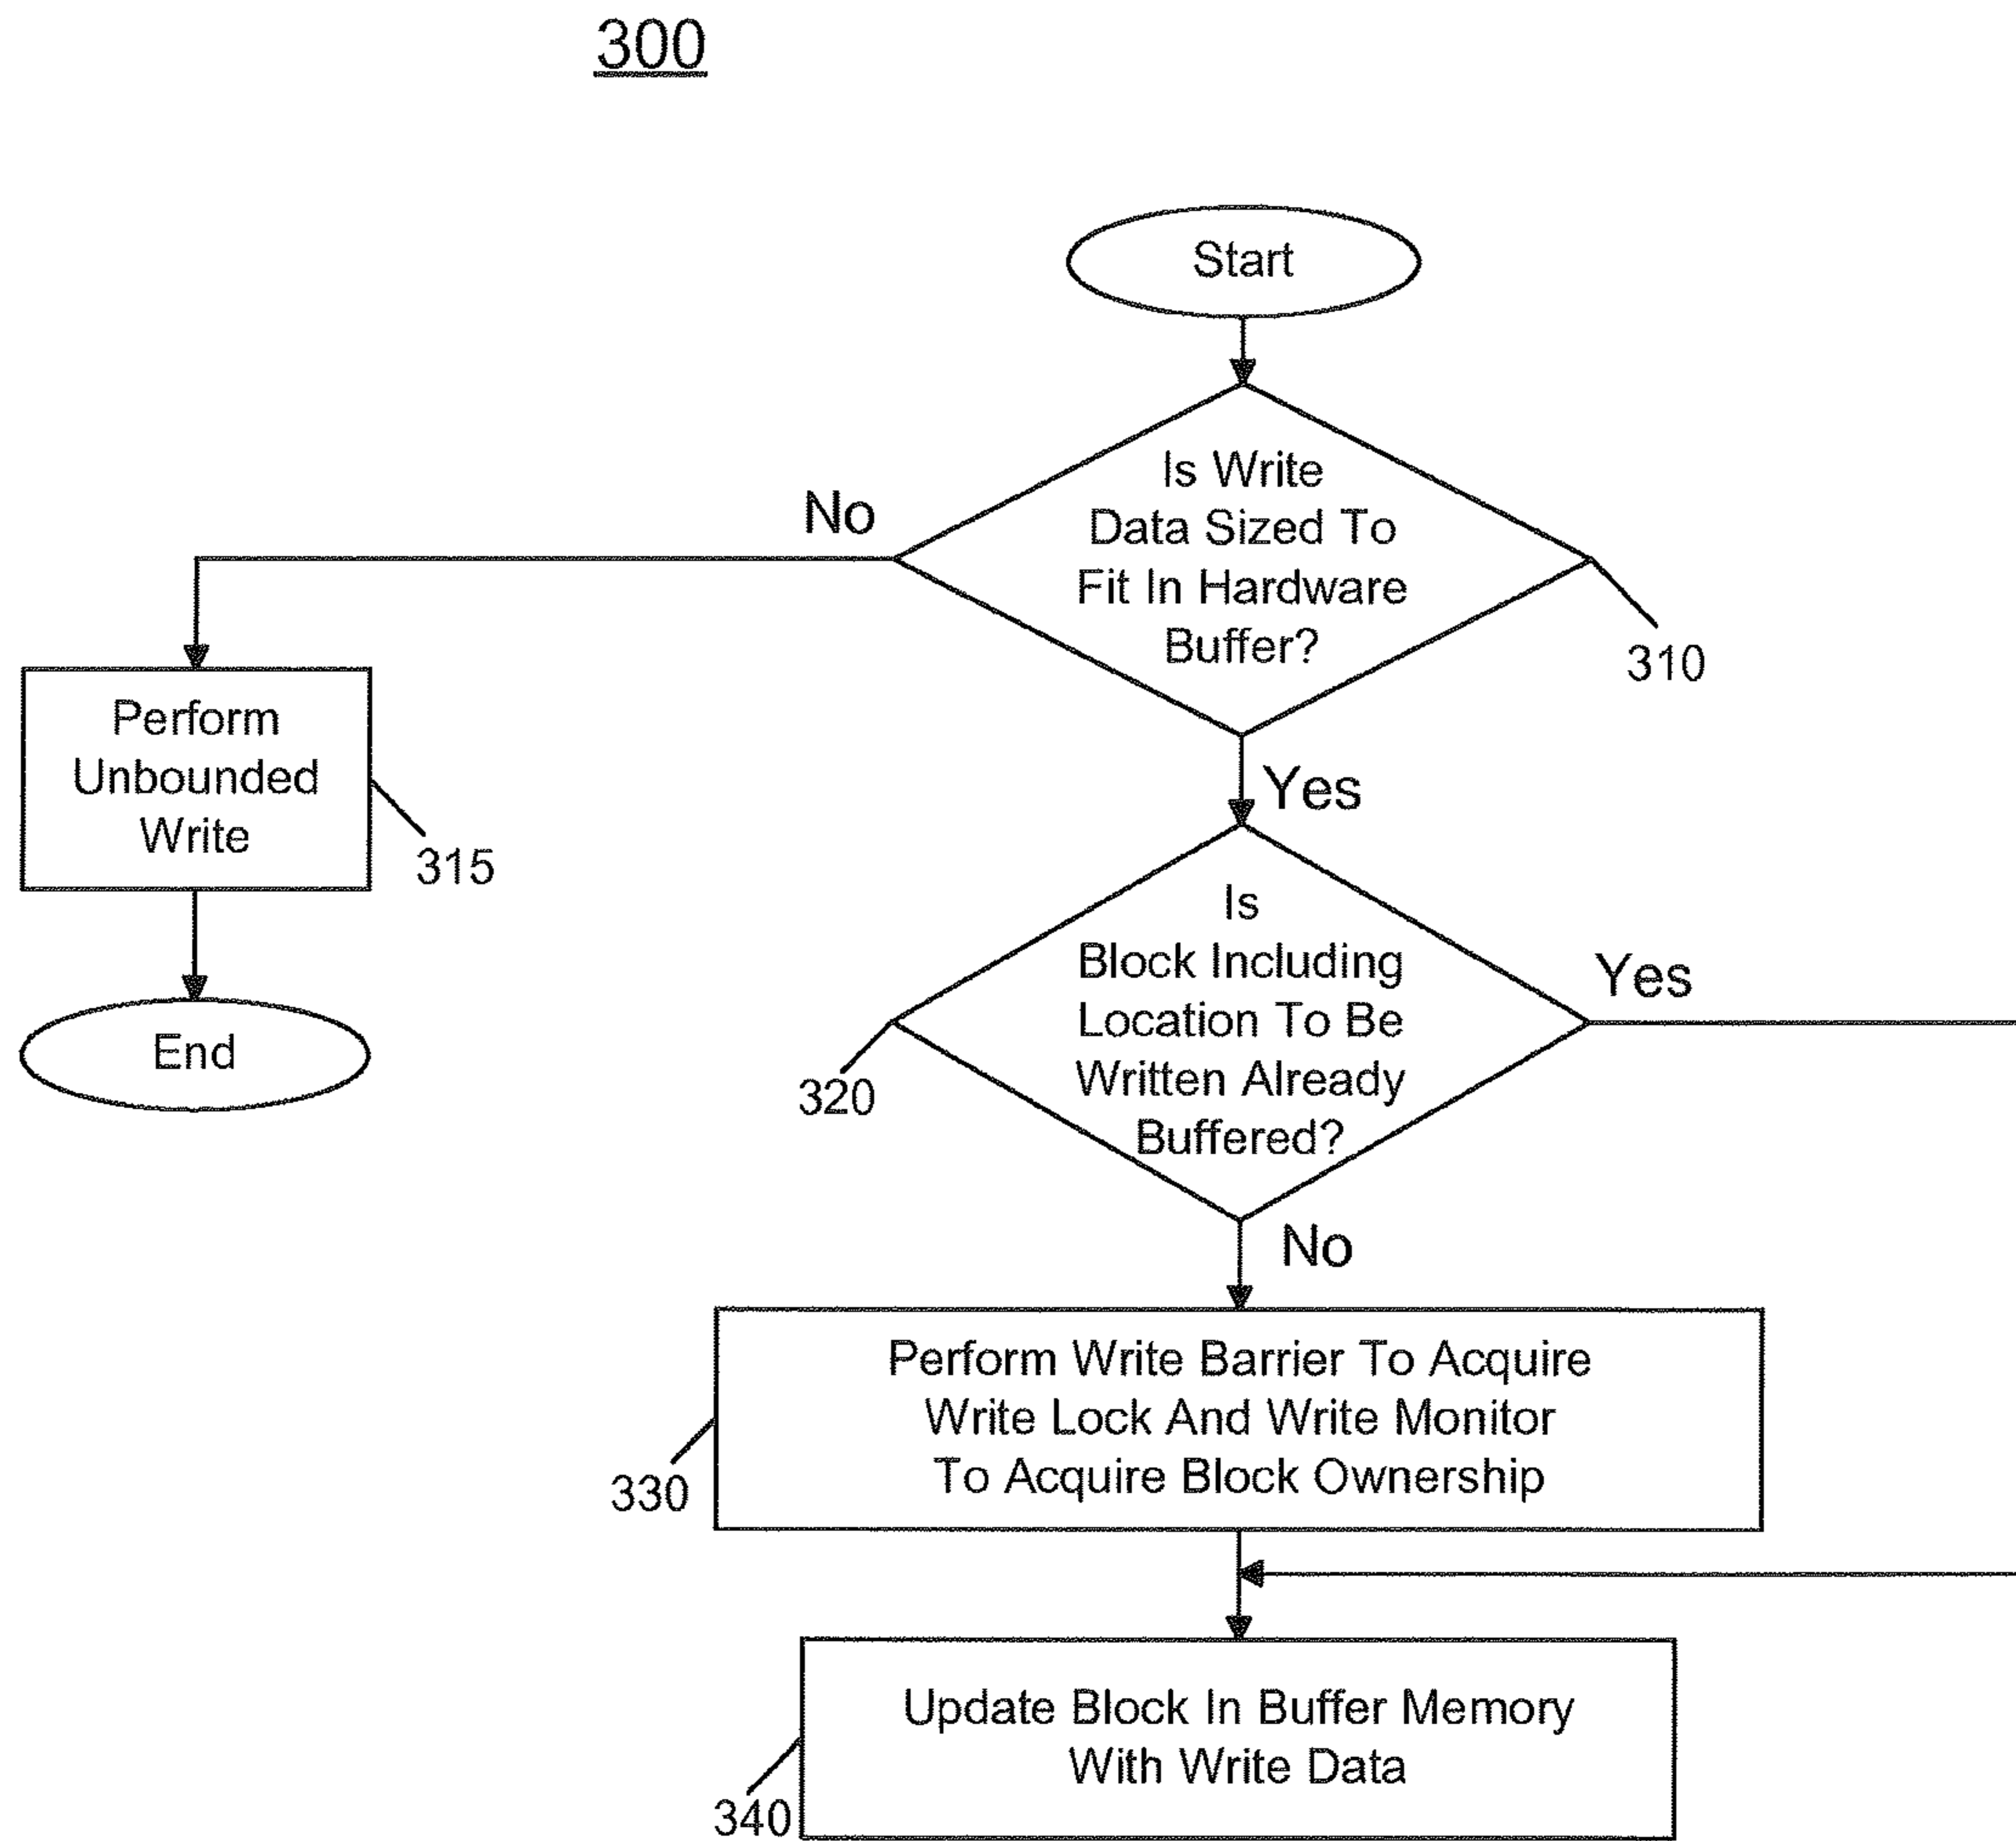 300
Start
Is Write
Data Sized To
Fit In Hardware
Buffer?
No
310
Perform
Unbounded
Write
315
Yes
Is
Block Including
Location To Be
Written Already
Buffered?
Yes
320
End
No
Perform Write Barrier To Acquire
Write Lock And Write Monitor
To Acquire Block Ownership
330
Update Block In Buffer Memory
With Write Data
340